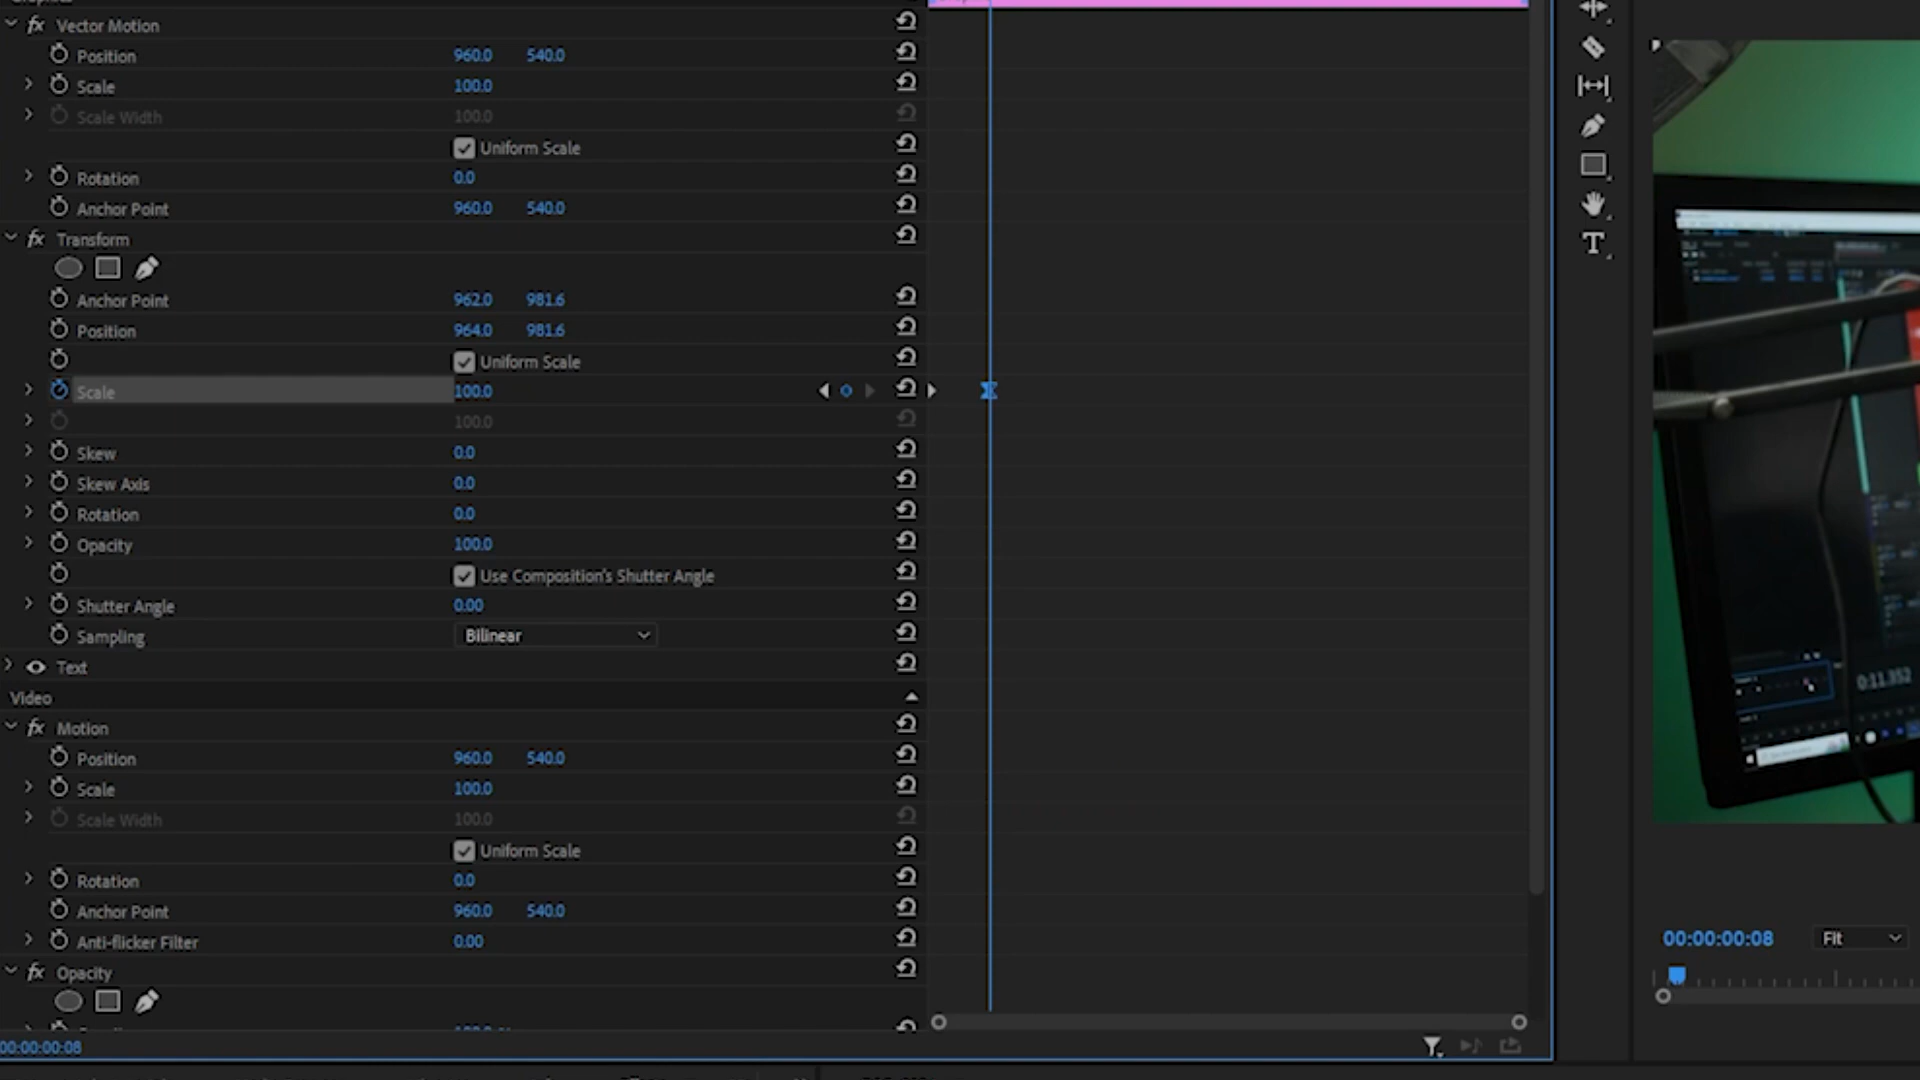 Vector Motion
Position 960.0 540.0
Scale 100.0
Scale Width 100.0
Uniform Scale
Rotation 0.0
Anchor Point 960.0 540.0
Transform
Anchor Point 962.0 981.6
Position 964.0 981.6
Uniform Scale
Scale 100.0
100.0
Skew 0.0
Skew Axis 0.0
Rotation 0.0
Opacity 100.0
Use Composition's Shutter Angle
Shutter Angle 0.00
Sampling Bilinear
Text
Video
Motion
Position 960.0 540.0
Scale 100.0
Scale Width 100.0
Uniform Scale
Rotation 0.0
Anchor Point 960.0 540.0
Anti-flicker Filter 0.00
Opacity
00:00:00:08
0:11.352
00:00:00:08 Fit